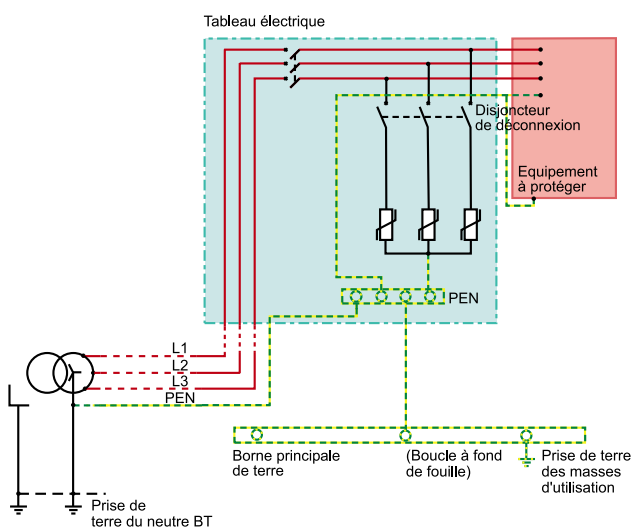 Tableau électrique
Disjoncteur
de déconnexion
Equipement
à protéger
PEN
L1
L2
L3
PEN
Borne principale
de terre
(Boucle à fond
de fouille)
Prise de terre
des masses
d'utilisation
Prise de
terre du neutre BT